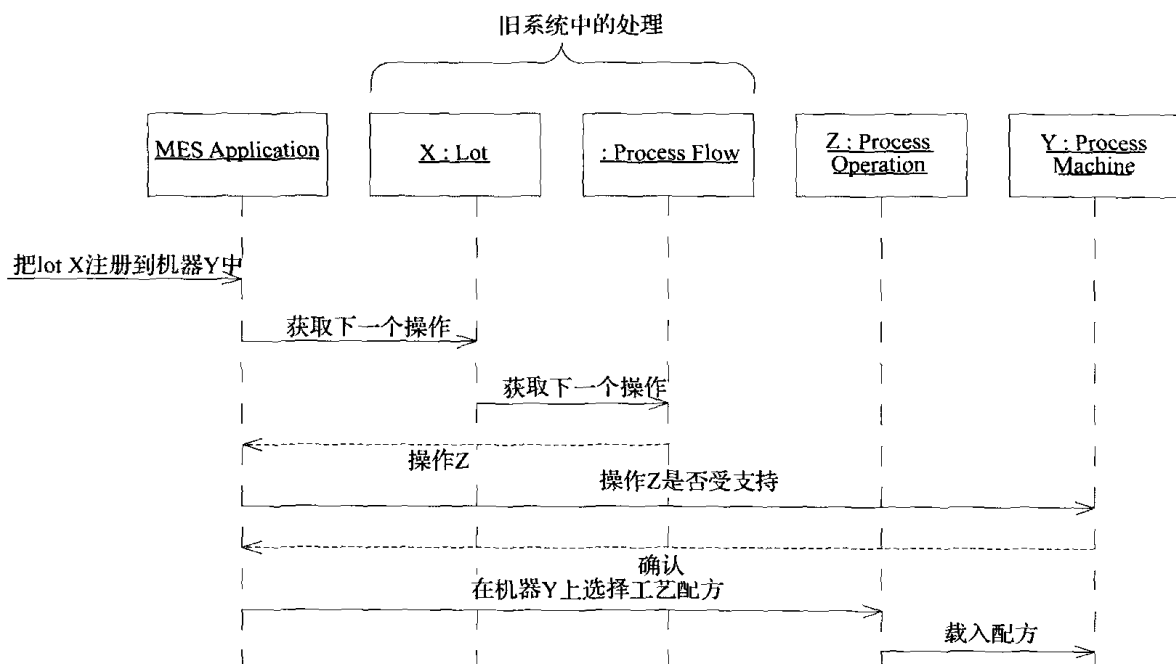 旧系统中的处理
MES Application
X : Lot
: Process Flow
Z : Process
Operation
Y : Process
Machine
把lot X注册到机器Y中
获取下一个操作
获取下一个操作
操作Z
操作Z是否受支持
确认
在机器Y上选择工艺配方
载入配方